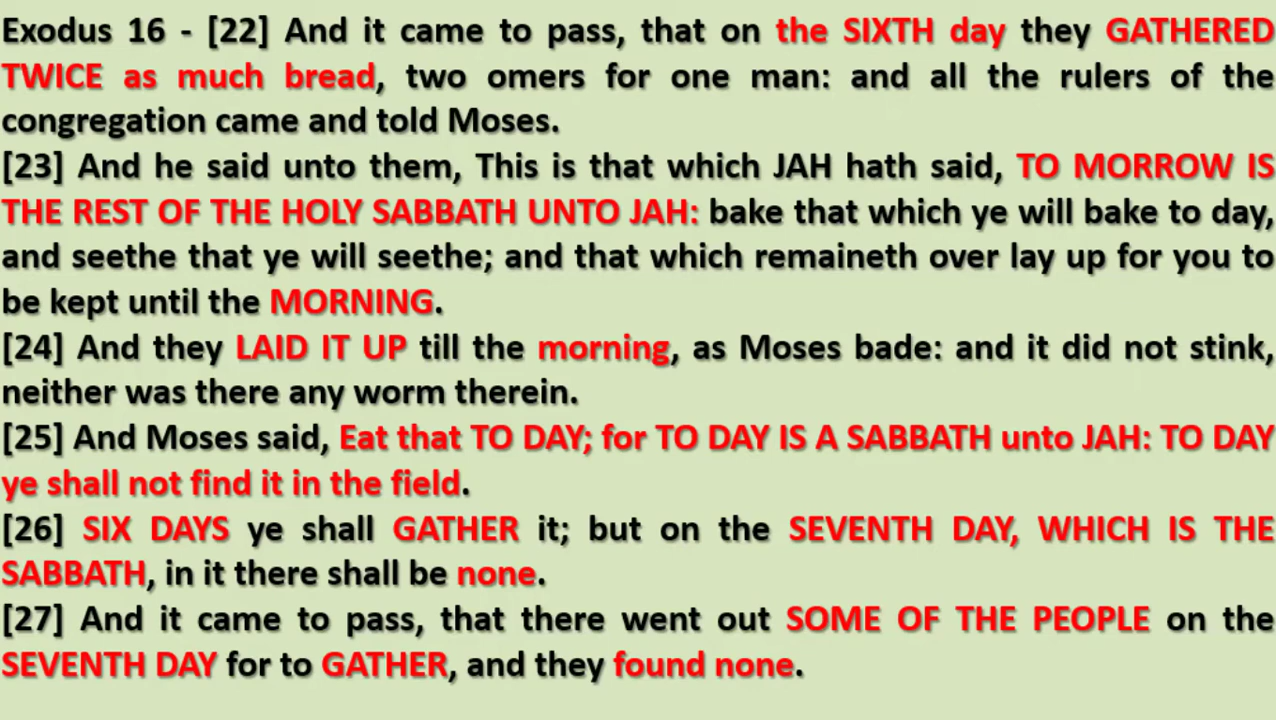 Exodus 16 - [22] And it came to pass, that on the SIXTH day they GATHERED
TWICE as much bread, two omers for one man: and all the rulers of the
congregation came and told Moses.
[23] And he said unto them, This is that which JAH hath said, TO MORROW IS
THE REST OF THE HOLY SABBATH UNTO JAH: bake that which ye will bake to day,
and seethe that ye will seethe; and that which remaineth over lay up for you to
be kept until the MORNING.
[24] And they LAID IT UP till the morning, as Moses bade: and it did not stink,
neither was there any worm therein.
[25] And Moses said, Eat that TO DAY; for TO DAY IS A SABBATH unto JAH: TO DAY
ye shall not find it in the field.
[26] SIX DAYS ye shall GATHER it; but on the SEVENTH DAY, WHICH IS THE
SABBATH, in it there shall be none.
[27] And it came to pass, that there went out SOME OF THE PEOPLE on the
SEVENTH DAY for to GATHER, and they found none.